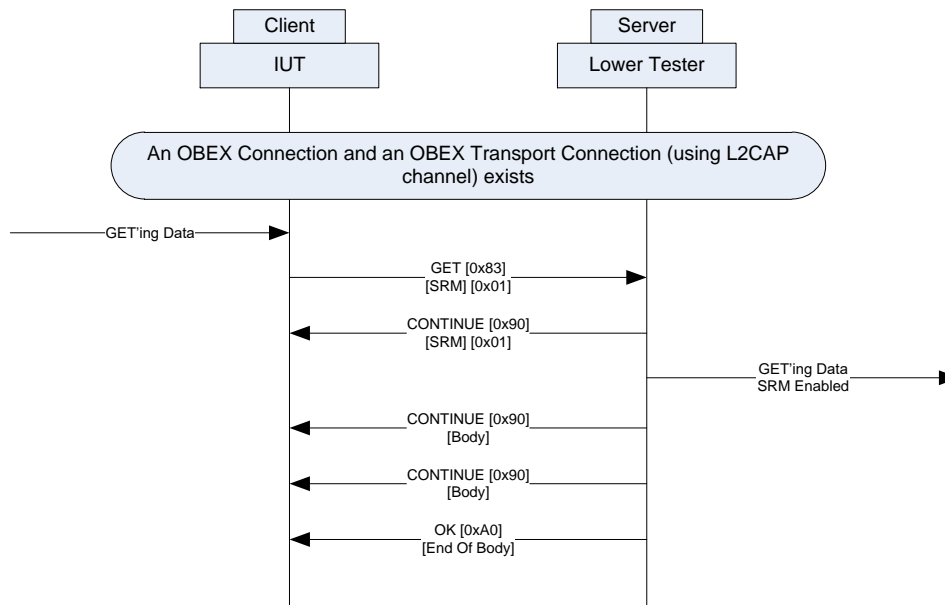 Client
Server
IUT
Lower Tester
An OBEX Connection and an OBEX Transport Connection (using L2CAP
channel) exists
GET'ing Data
GET [0x83]
[SRM] [0x01]
CONTINUE [0x90]
[SRM] [0x01]
GET'ing Data
SRM Enabled
CONTINUE [0x90]
[Body]
CONTINUE [0x90]
[Body]
OK [0xA0]
[End Of Body]